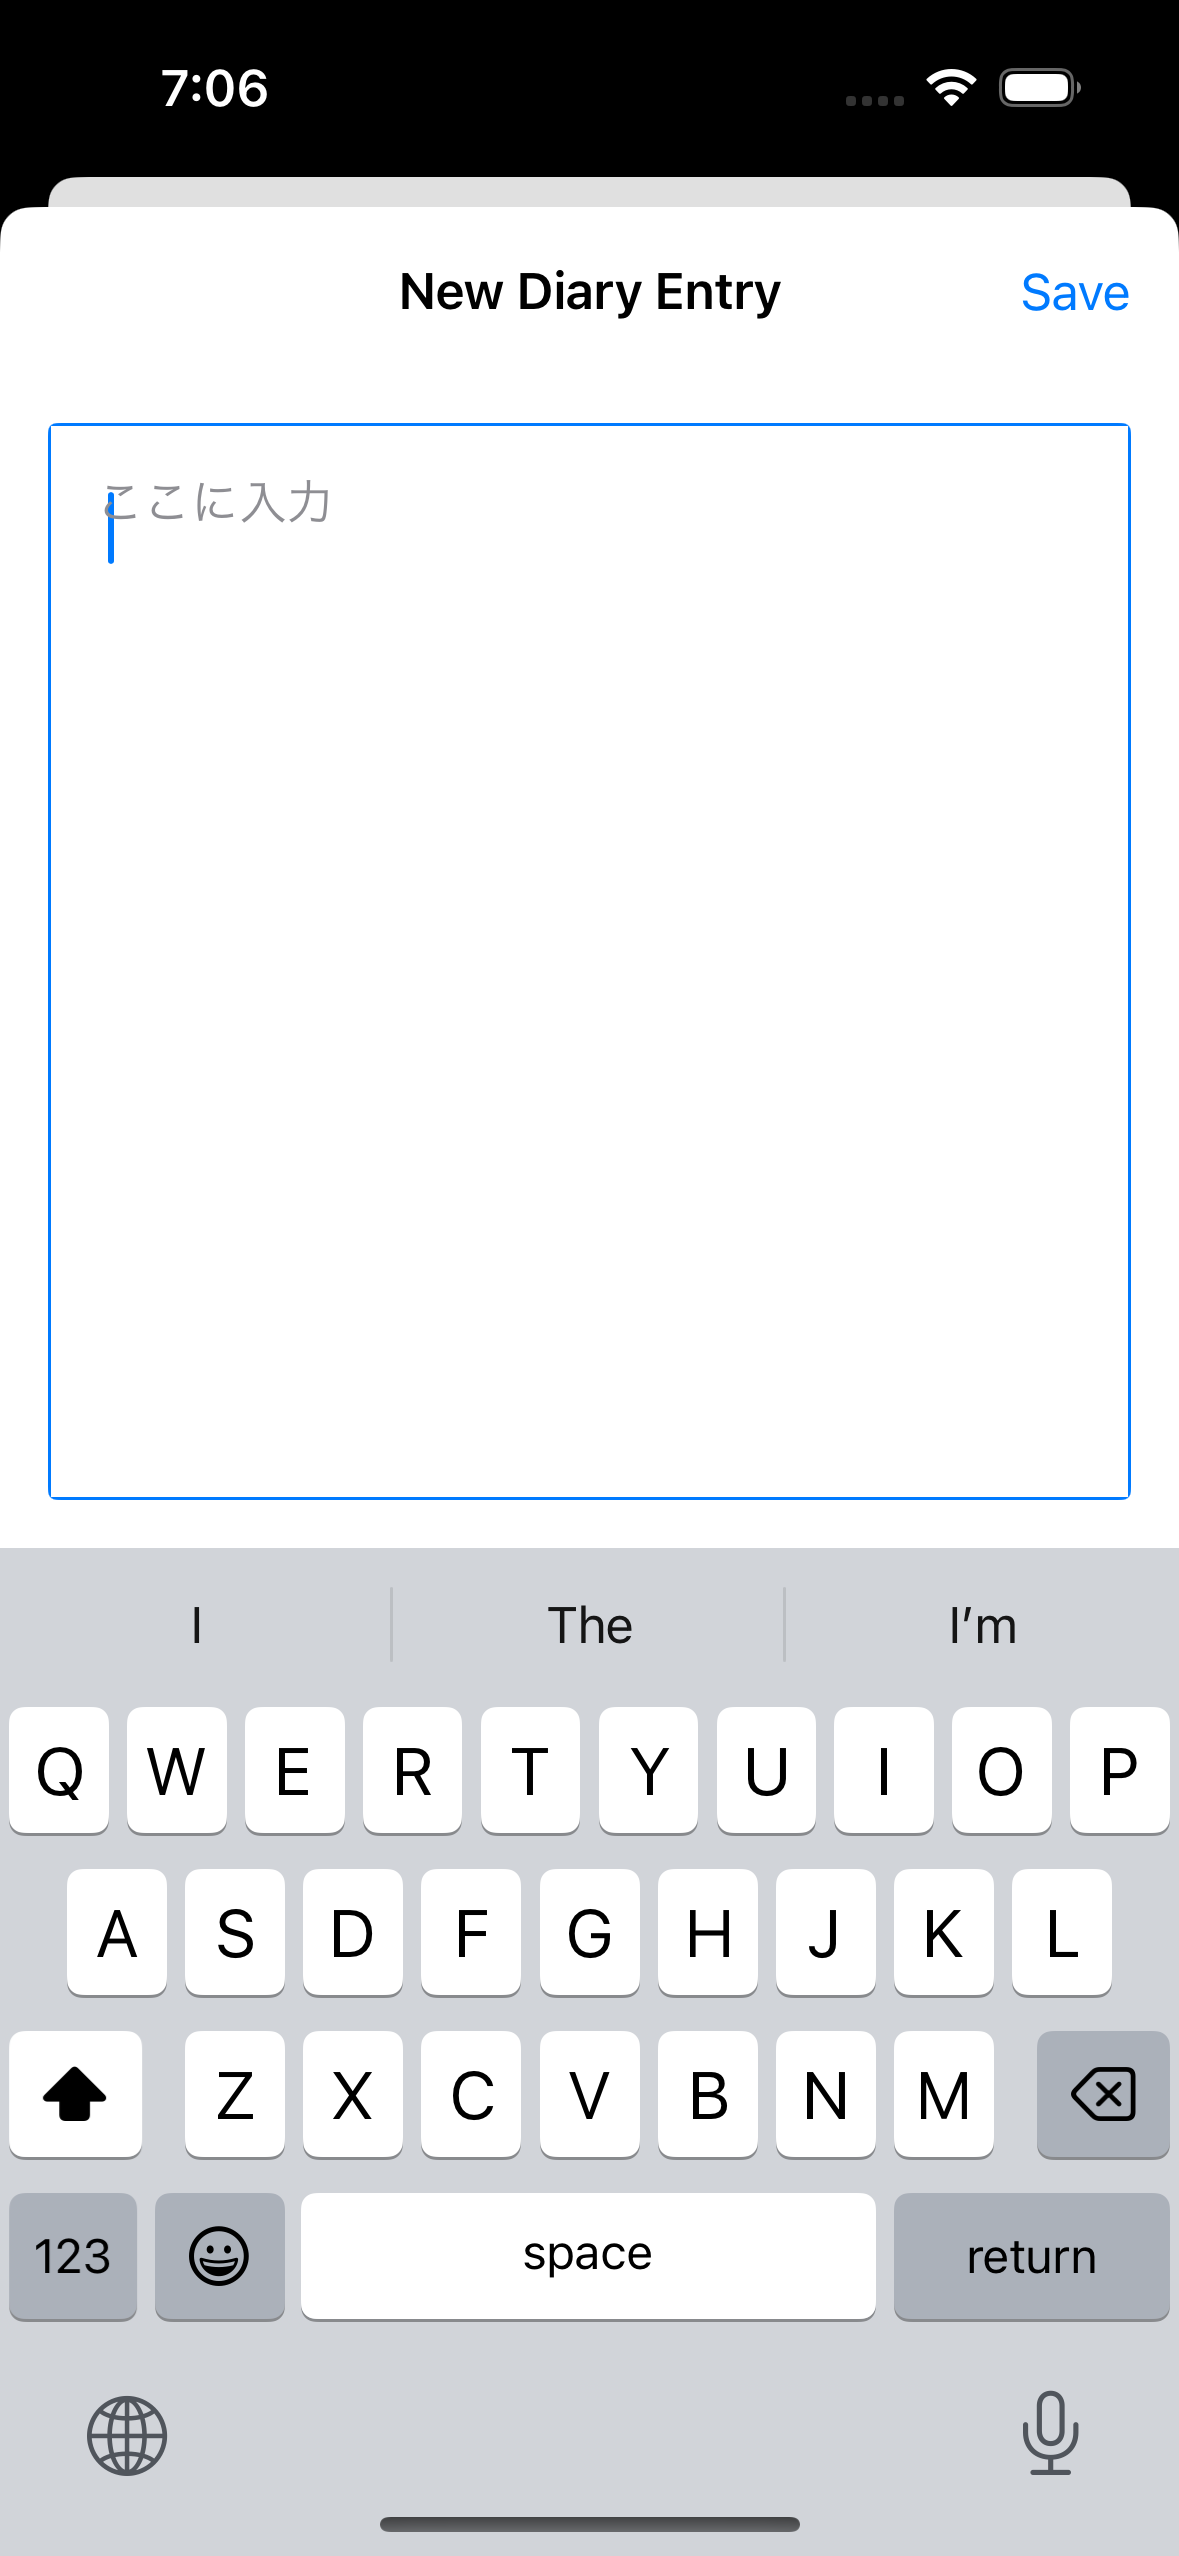 7:06
New Diary Entry
Save
ここに入力
I The I’m
Q W E R T Y U I O P
A S D F G H J K L
Z X C V B N M
123 space return